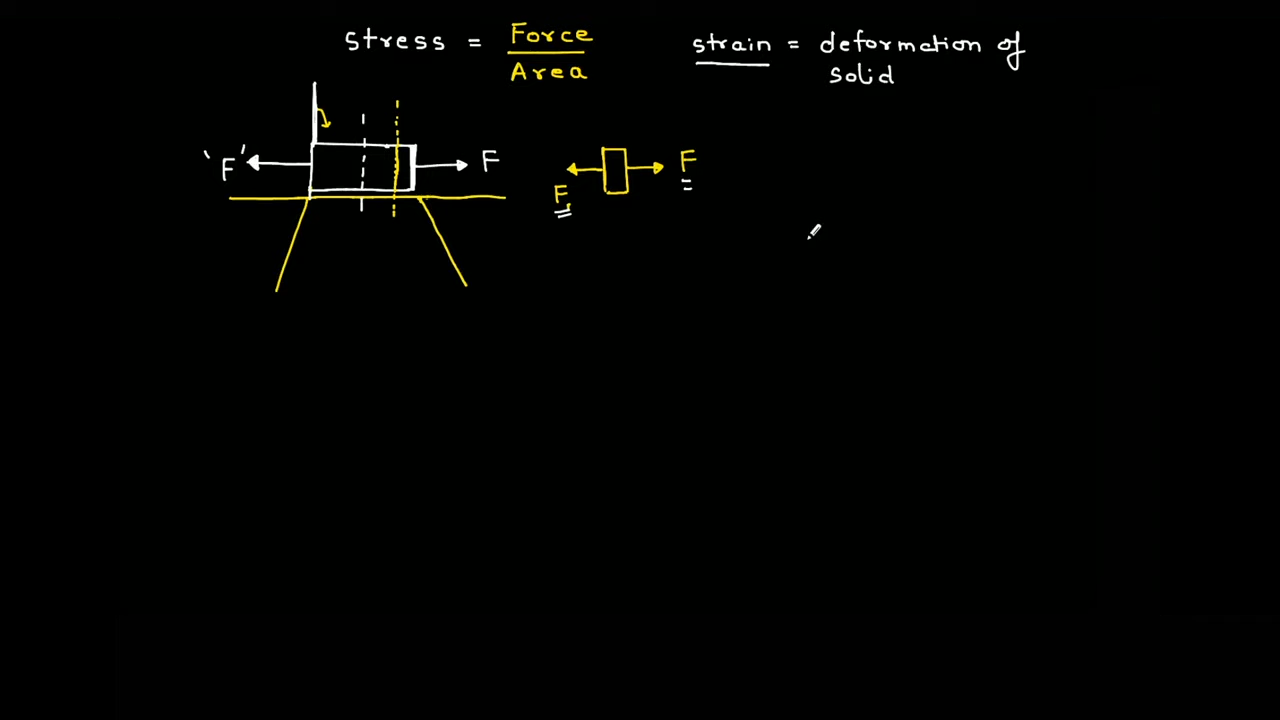 stress = Force
Area
strain = deformation of
solid
'F'
F
F
F